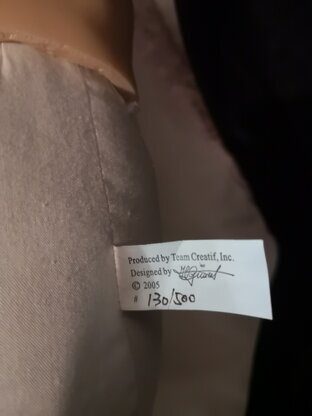 Produced by Team Creatif, Inc.
Designed by
© 2005
# 130/500